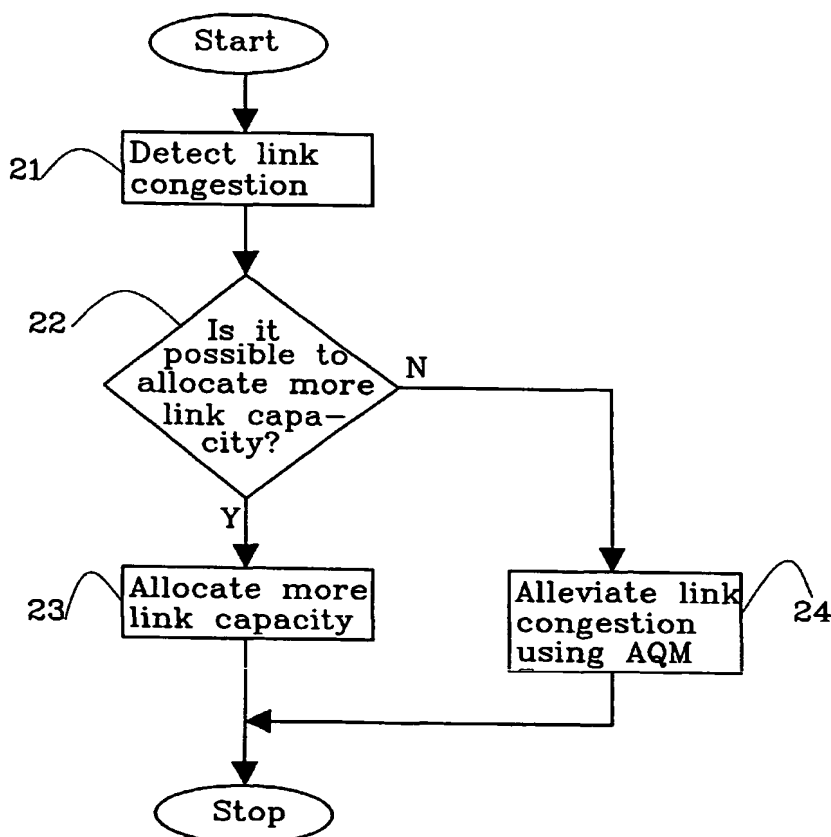 Start
21
Detect link
congestion
22
Is it
possible to
allocate more
link capa-
city?
N
Y
23
Allocate more
link capacity
Alleviate link
congestion
using AQM
24
Stop